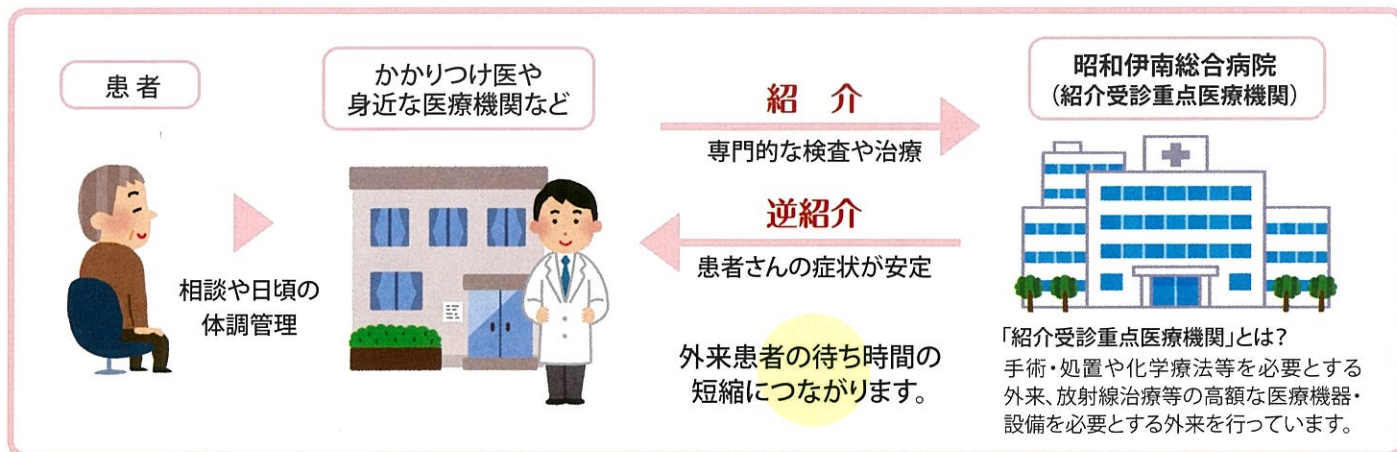 患者
相談や日頃の
体調管理
かかりつけ医や
身近な医療機関など
紹 介
専門的な検査や治療
逆紹介
患者さんの症状が安定
外来患者の待ち時間の
短縮につながります。
昭和伊南総合病院
(紹介受診重点医療機関)
「紹介受診重点医療機関」とは?
手術・処置や化学療法等を必要とする
外来、放射線治療等の高額な医療機器・
設備を必要とする外来を行っています。